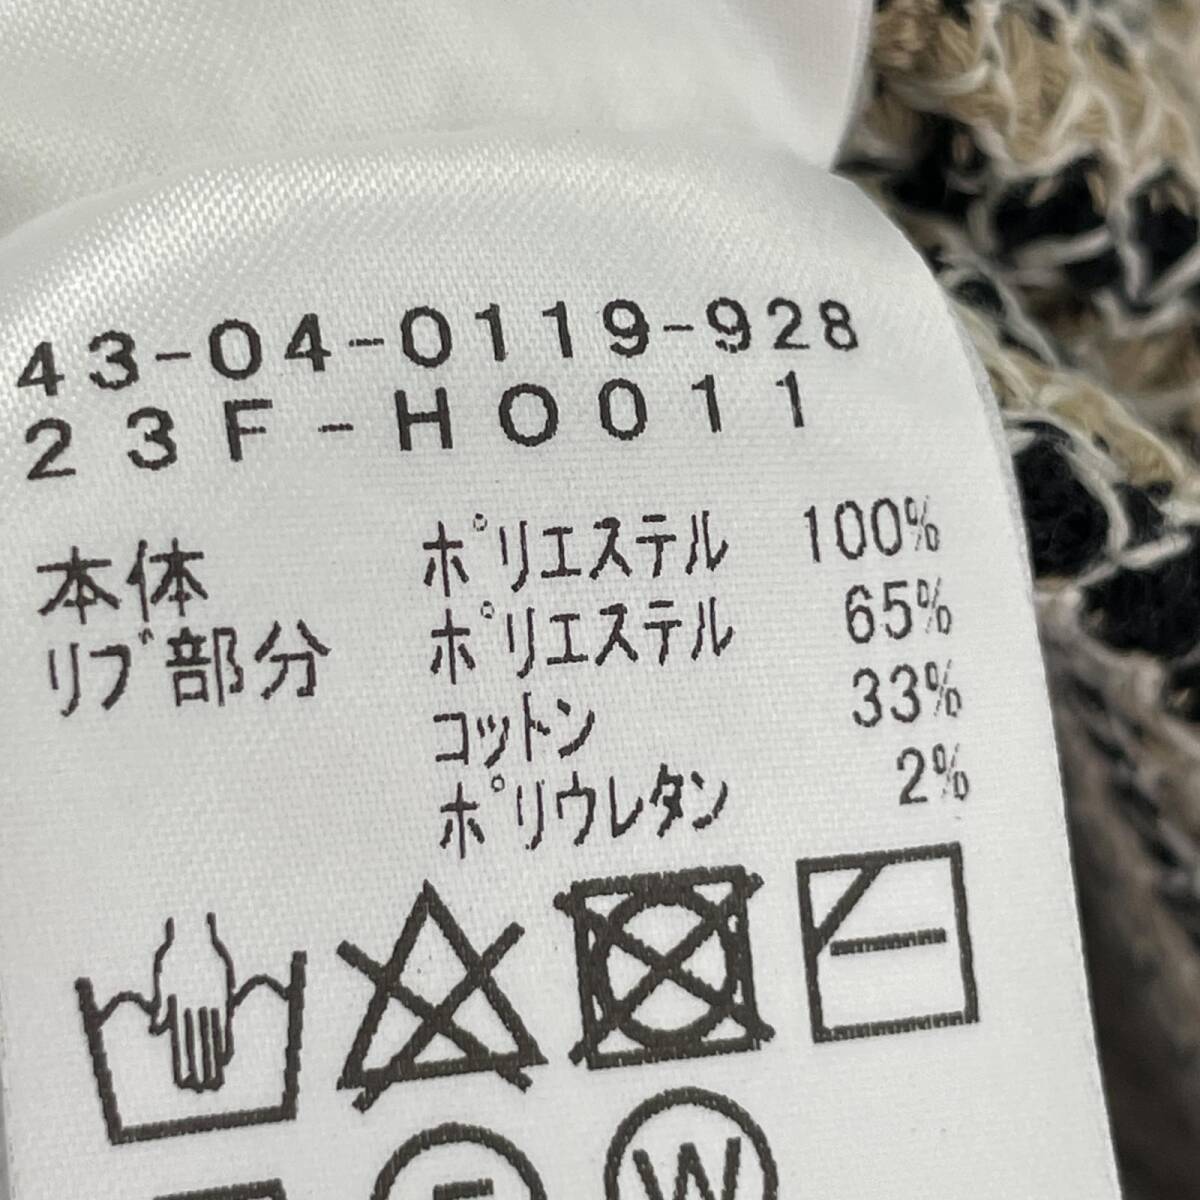 43-04-0119-928
23F-H0011
本体 ポリエステル 100%
リブ部分 ポリエステル 65%
コットン 33%
ポリウレタン 2%
W